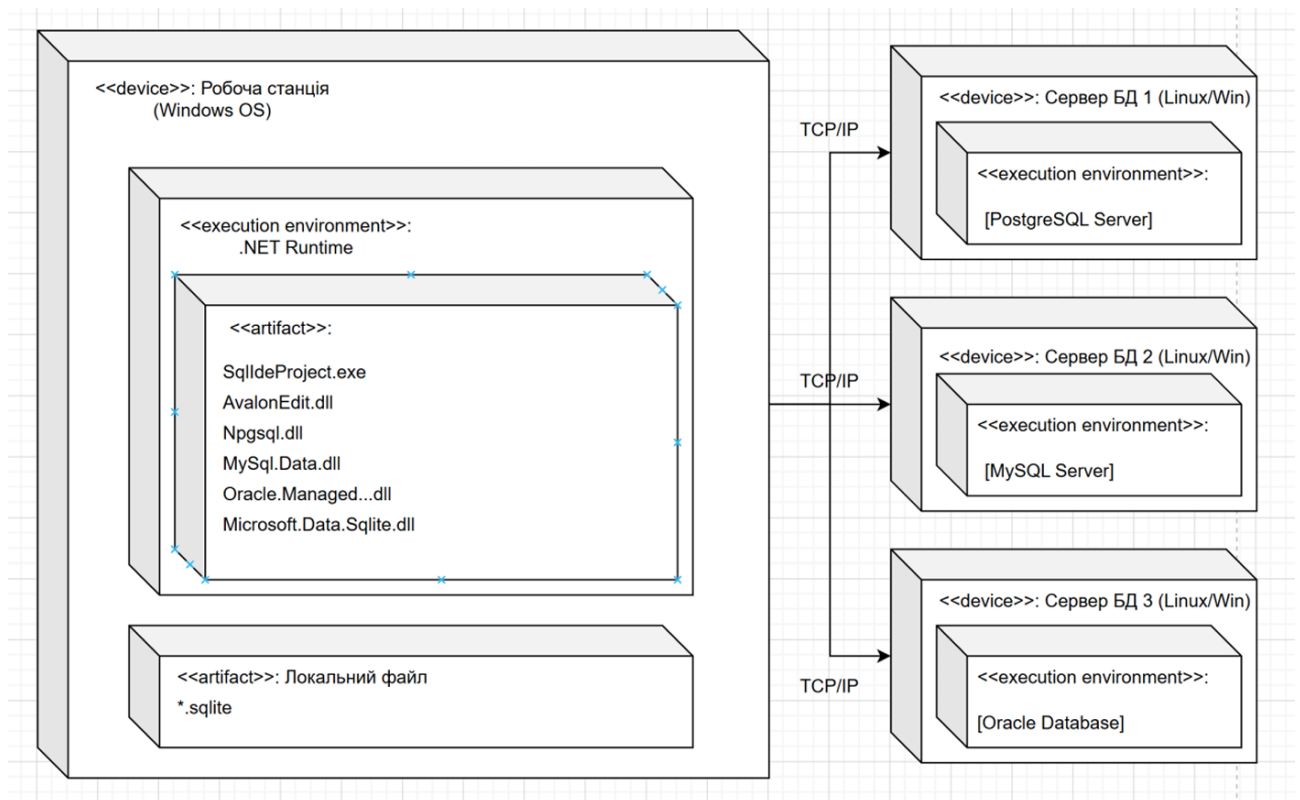 <<device>>: Робоча станція
(Windows OS)
<<execution environment>>:
.NET Runtime
<<artifact>>:
SqlIdeProject.exe
AvalonEdit.dll
Npgsql.dll
MySql.Data.dll
Oracle.Managed...dll
Microsoft.Data.Sqlite.dll
<<artifact>>: Локальний файл
*.sqlite
TCP/IP
<<device>>: Сервер БД 1 (Linux/Win)
<<execution environment>>:
[PostgreSQL Server]
TCP/IP
<<device>>: Сервер БД 2 (Linux/Win)
<<execution environment>>:
[MySQL Server]
TCP/IP
<<device>>: Сервер БД 3 (Linux/Win)
<<execution environment>>:
[Oracle Database]